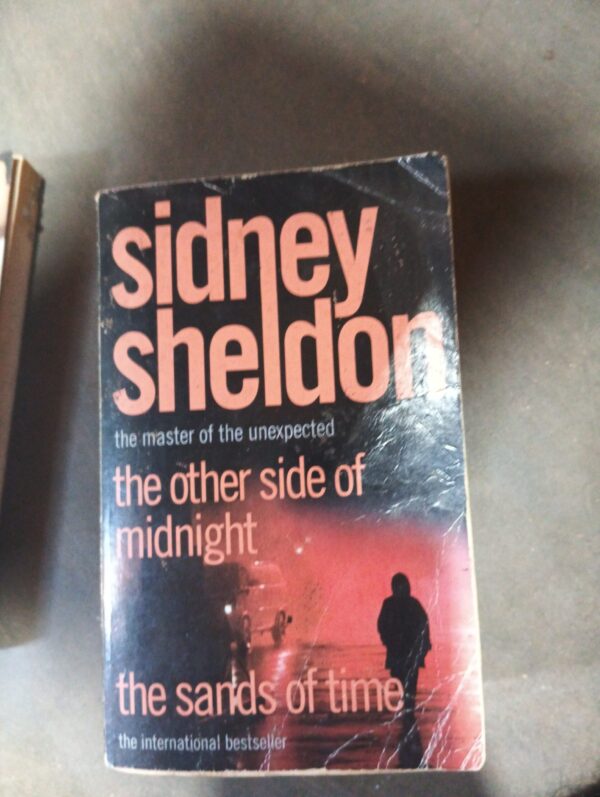 sidney
sheldon
the master of the unexpected
the other side of
midnight
the sands of time
the international bestseller